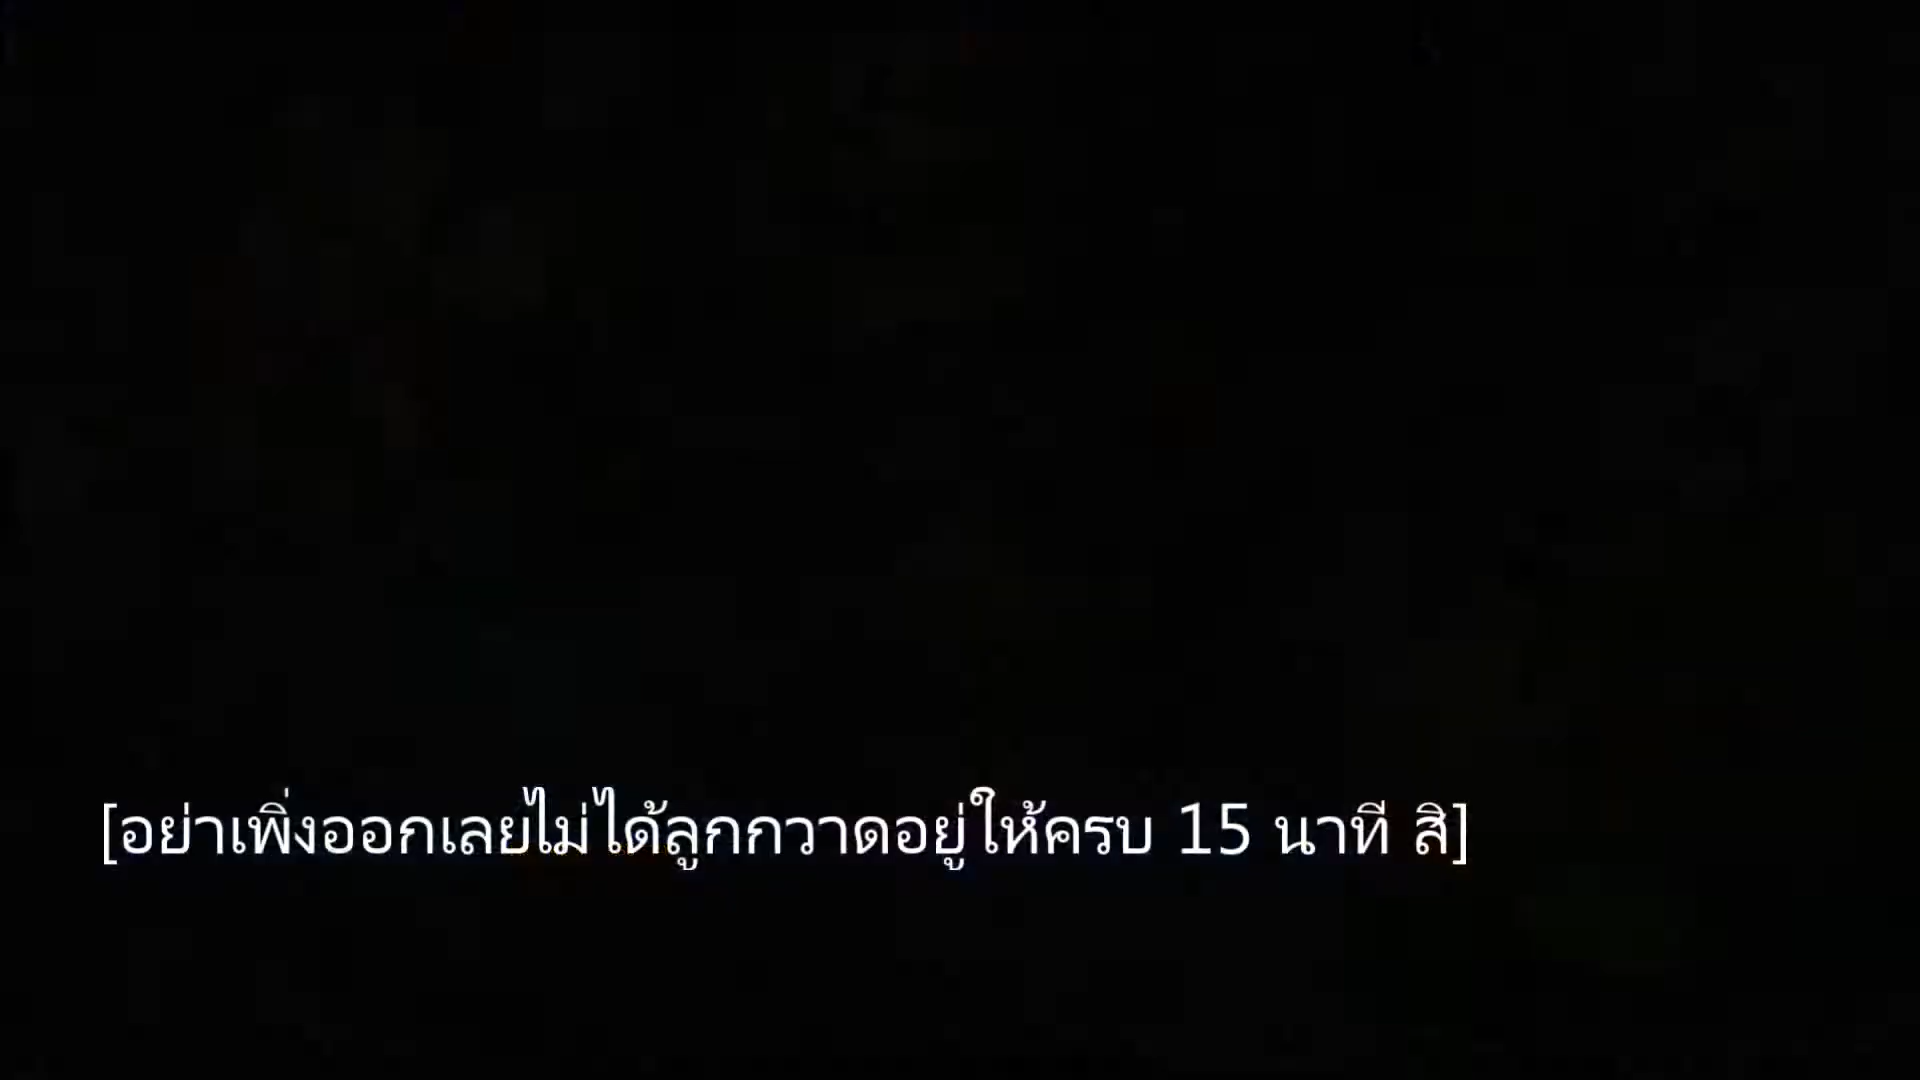 [อย่าเพิ่งออกเลยไม่ได้ลูกกวาดอยู่ให้ครบ 15 นาที สิ]